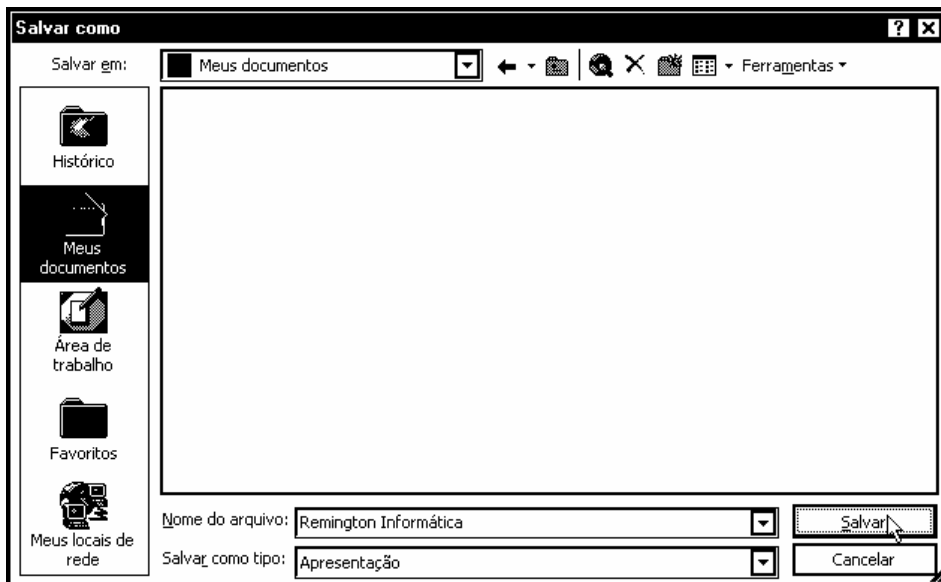 Salvar como
Salvar em:
Meus documentos
Ferramentas
Histórico
Meus
documentos
Área de
trabalho
Favoritos
Meus locais de
rede
Nome do arquivo:
Remington Informática
Salvar
Salvar como tipo:
Apresentação
Cancelar